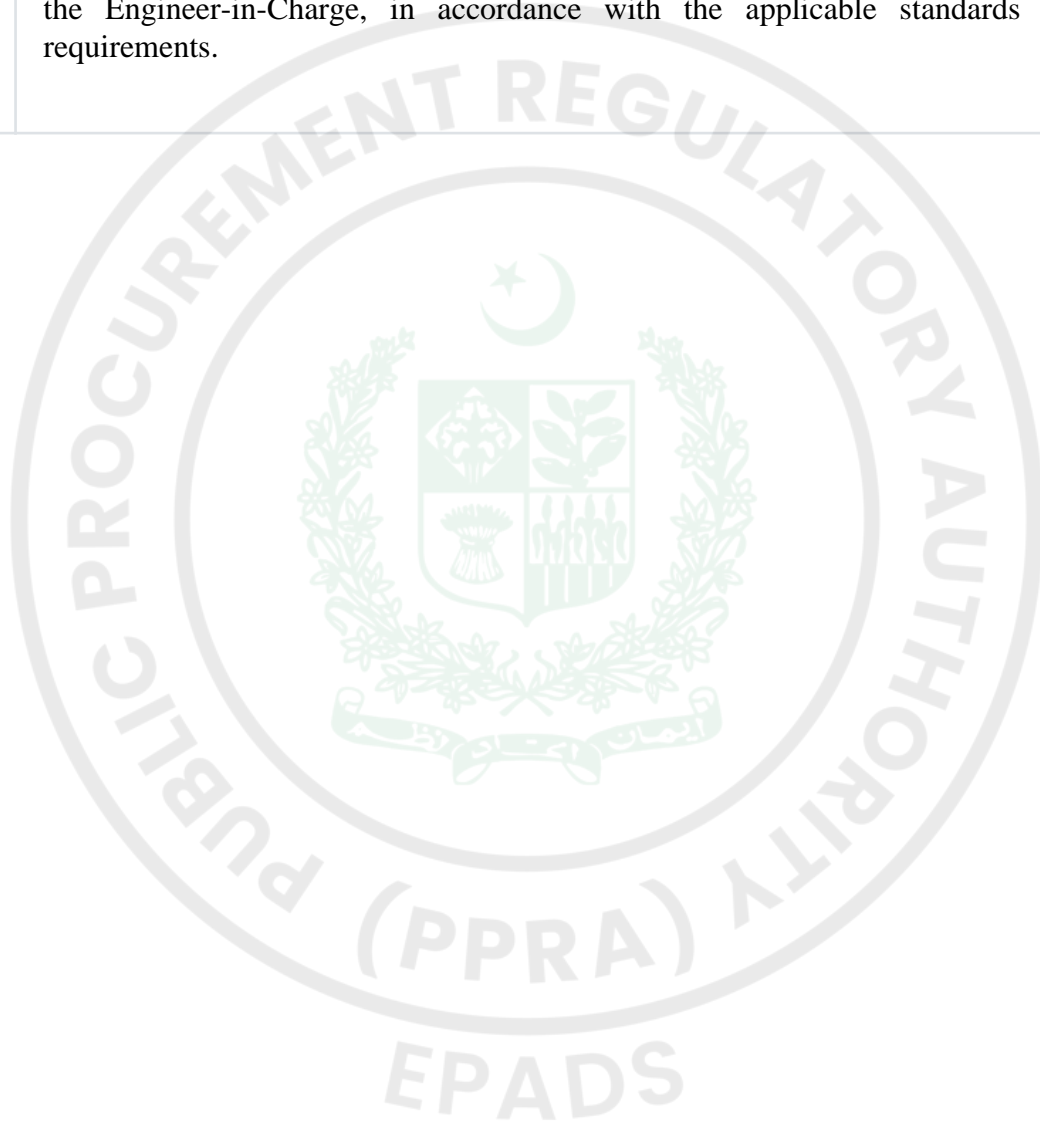 the Engineer-in-Charge, in accordance with the applicable standards
requirements.
PUBLIC PROCUREMENT REGULATORY AUTHORITY
(PPRA)
EPADS